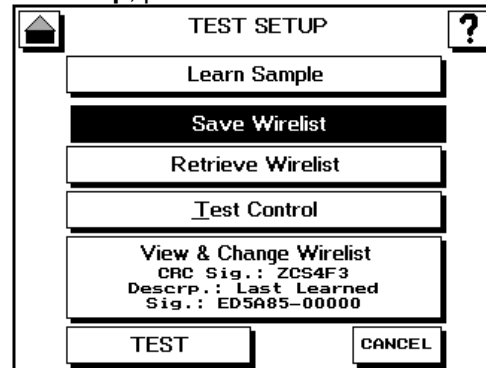 TEST SETUP
?
Learn Sample
Save Wirelist
Retrieve Wirelist
Test Control
View & Change Wirelist
CRC Sig.: ZCS4F3
Descrp.: Last Learned
Sig.: ED5A85-00000
TEST
CANCEL